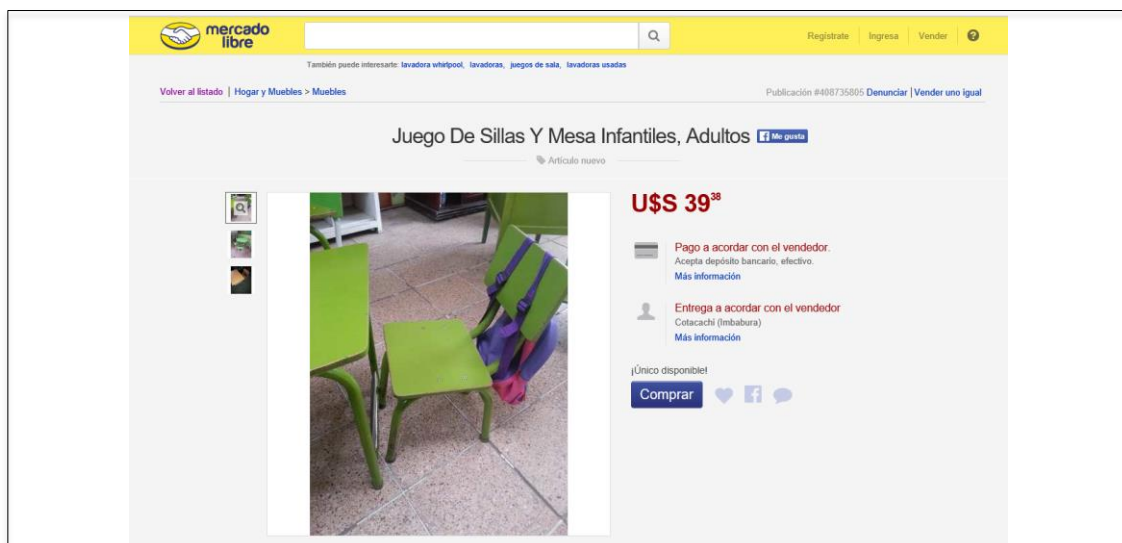 mercado
libre
Regístrate Ingresa Vender ?
También puede interesarte: lavadora whirlpool, lavadoras, juegos de sala, lavadoras usadas
Volver al listado | Hogar y Muebles > Muebles
Publicación #408735805 Denunciar | Vender uno igual
Juego De Sillas Y Mesa Infantiles, Adultos f Me gusta
Artículo nuevo
U$S 39³⁸
Pago a acordar con el vendedor.
Acepta depósito bancario, efectivo.
Más información
Entrega a acordar con el vendedor
Cotacachi (Imbabura)
Más información
¡Único disponible!
Comprar